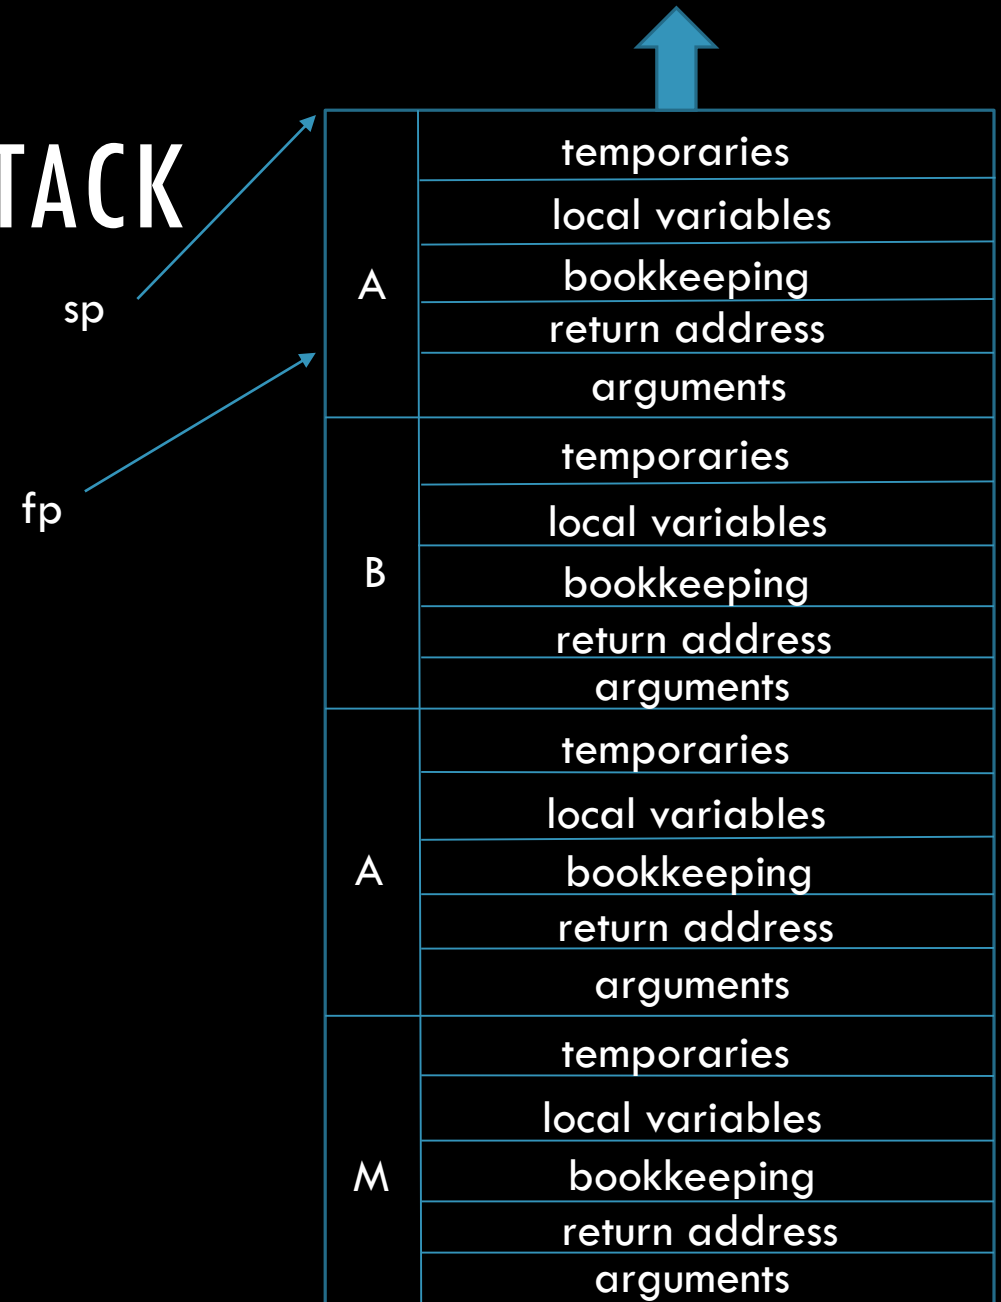 TACK
sp
fp
A
temporaries
local variables
bookkeeping
return address
arguments
B
temporaries
local variables
bookkeeping
return address
arguments
A
temporaries
local variables
bookkeeping
return address
arguments
M
temporaries
local variables
bookkeeping
return address
arguments